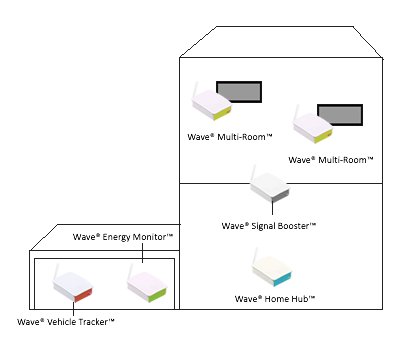 Wave® Multi-Room™
Wave® Multi-Room™
Wave® Signal Booster™
Wave® Energy Monitor™
Wave® Home Hub™
Wave® Vehicle Tracker™